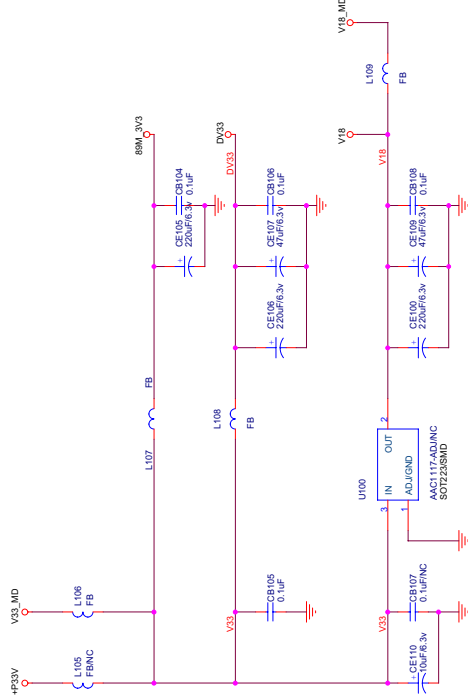 V18_MD
L109
FB
89M_3V3
DV33
V18
DV33
V18
CB104
0.1uF
CE105
220uF/6.3v
CB106
0.1uF
CE107
47uF/6.3v
CB108
0.1uF
CE109
47uF/6.3v
CE106
220uF/6.3v
CE100
220uF/6.3v
FB
L107
L108
FB
2
OUT
U100
IN
ADJ/GND
3
1
AAC1117-ADJ/NC
SOT223/SMD
V33_MD
L106
FB
CB105
0.1uF
V33
V33
CB107
0.1uF/NC
+P33V
L105
FB/NC
CE110
10uF/6.3v
+
+
+
+
+
+